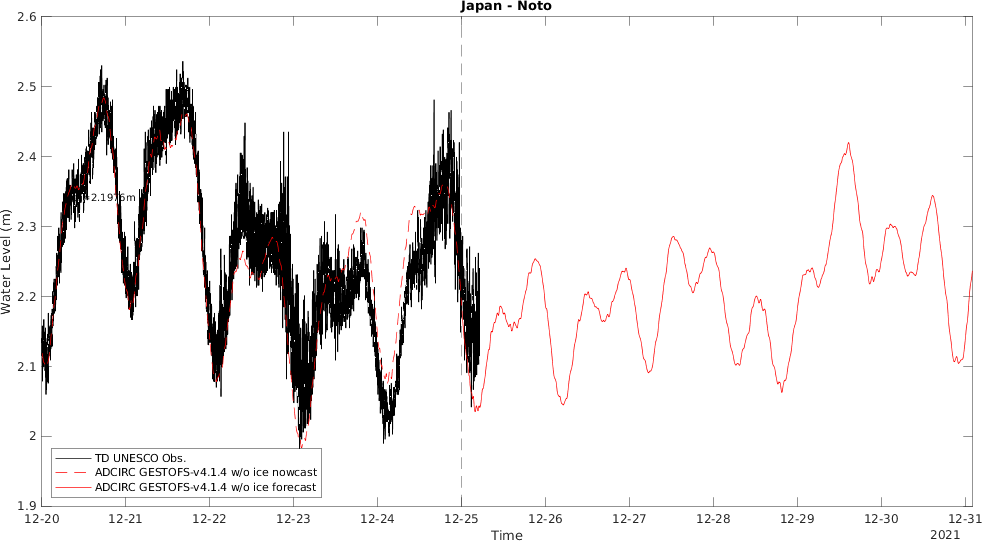 Japan - Noto
2.6
2.5
2.4
2.3
2.2
2.1
2
1.9
Water Level (m)
2.1976m
TD UNESCO Obs.
ADCIRC GESTOFS-v4.1.4 w/o ice nowcast
ADCIRC GESTOFS-v4.1.4 w/o ice forecast
12-20 12-21 12-22 12-23 12-24 12-25 12-26 12-27 12-28 12-29 12-30 12-31
Time
2021